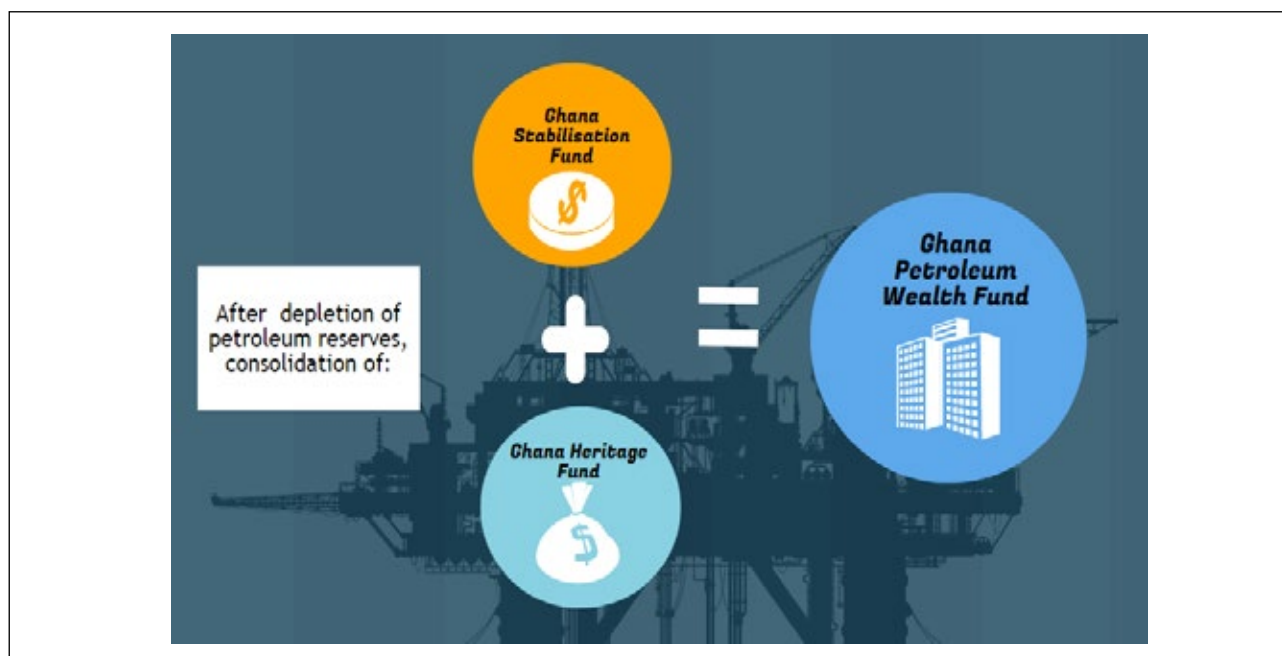 After depletion of
petroleum reserves,
consolidation of:
Ghana
Stabilisation
Fund
$
+
Ghana Heritage
Fund
$
=
Ghana
Petroleum
Wealth Fund